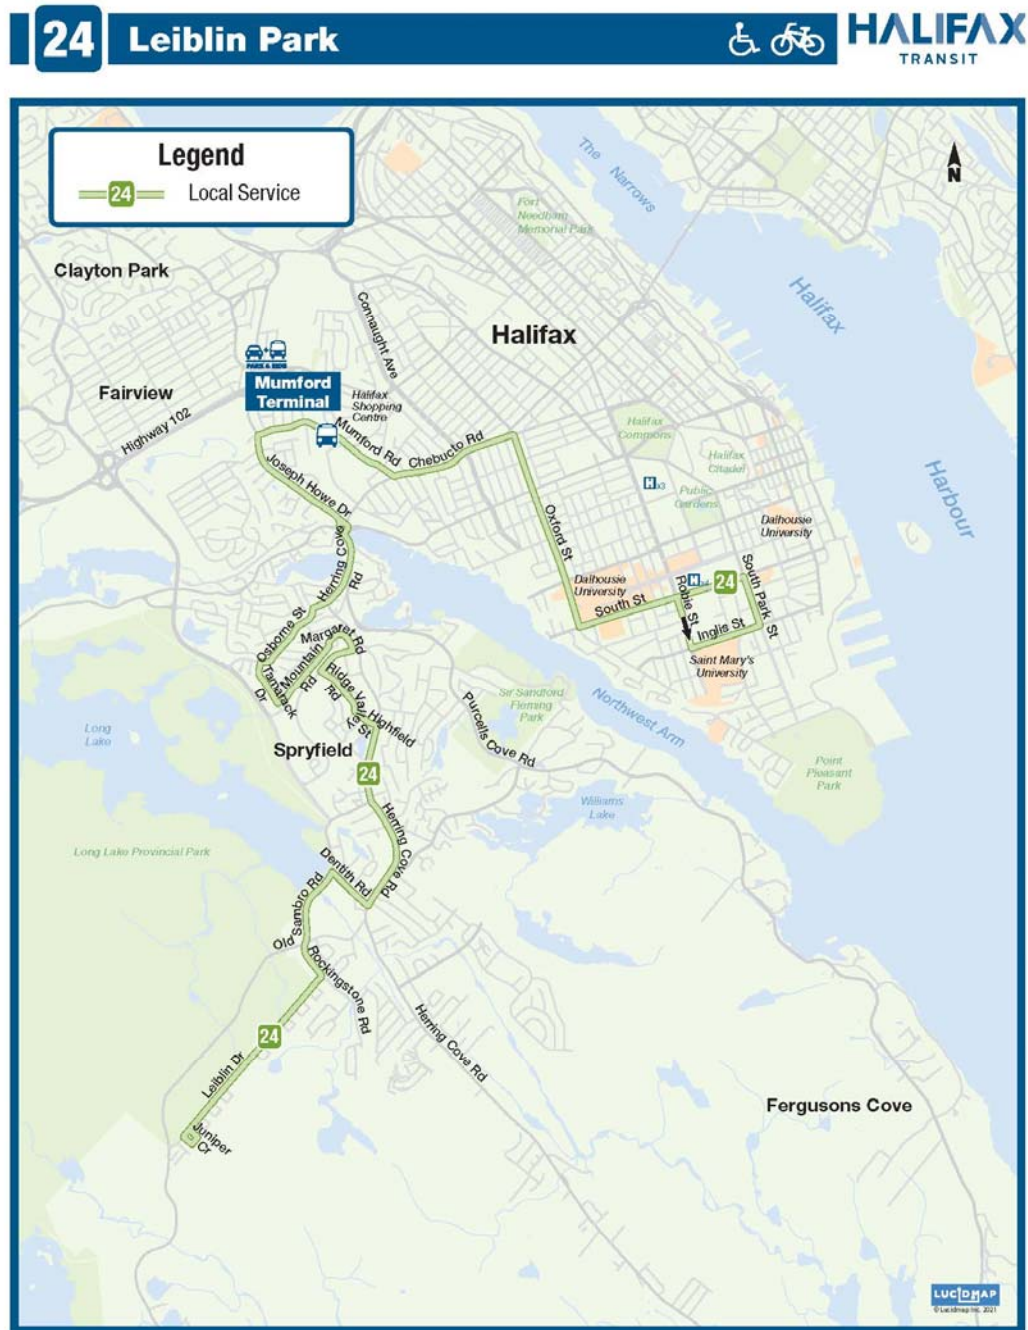 24 Leiblin Park
HALIFAX
TRANSIT
Legend
24 Local Service
N
The Narrows
Fort
Needham
Memorial Park
Clayton Park
Halifax
Connaught Ave
Halifax
PARK & RIDE
Mumford
Terminal
Fairview
Highway 102
Halifax
Shopping
Centre
Mumford Rd
Chebucto Rd
Halifax
Commons
Halifax
Citadel
Harbour
H x3
Public
Gardens
Joseph Howe Dr
Oxford St
Dalhousie
University
Herring Cove
Rd
Dalhousie
University
South St
H
24
Robie St
South Park St
Inglis St
Saint Mary's
University
Osborne St
Margaret Rd
Mountain
Rd
Tamarack
Dr
Ridge Valley St
Rd
Highfield
Spryfield
24
Purcells
Cove Rd
Sir Sandford
Fleming
Park
Northwest Arm
Point
Pleasant
Park
Long
Lake
Williams
Lake
Long Lake Provincial Park
Herring Cove Rd
Dentith Rd
Old Sambro Rd
Rockingstone Rd
Herring Cove Rd
24
Leiblin Dr
Juniper
Cr
Fergusons Cove
LUCIDMAP
© Lucidmap Inc. 2021